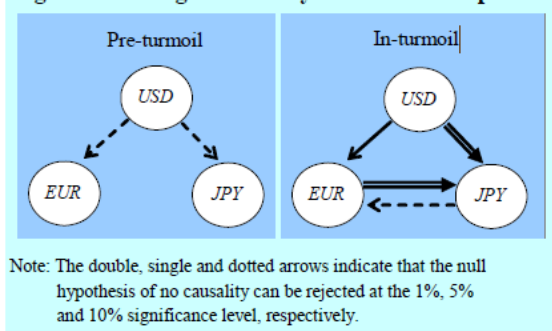 Pre-turmoil
In-turmoil
USD
USD
EUR
JPY
EUR
JPY
Note: The double, single and dotted arrows indicate that the null
hypothesis of no causality can be rejected at the 1%, 5%
and 10% significance level, respectively.